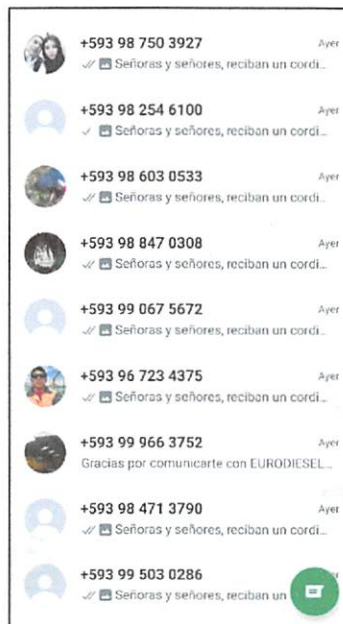 +593 98 750 3927 Ayer
Señoras y señores, reciban un cordi...
+593 98 254 6100 Ayer
Señoras y señores, reciban un cordi...
+593 98 603 0533 Ayer
Señoras y señores, reciban un cordi...
+593 98 847 0308 Ayer
Señoras y señores, reciban un cordi...
+593 99 067 5672 Ayer
Señoras y señores, reciban un cordi...
+593 96 723 4375 Ayer
Señoras y señores, reciban un cordi...
+593 99 966 3752 Ayer
Gracias por comunicarte con EURODIESEL...
+593 98 471 3790 Ayer
Señoras y señores, reciban un cordi...
+593 99 503 0286
Señoras y señores, reciban un